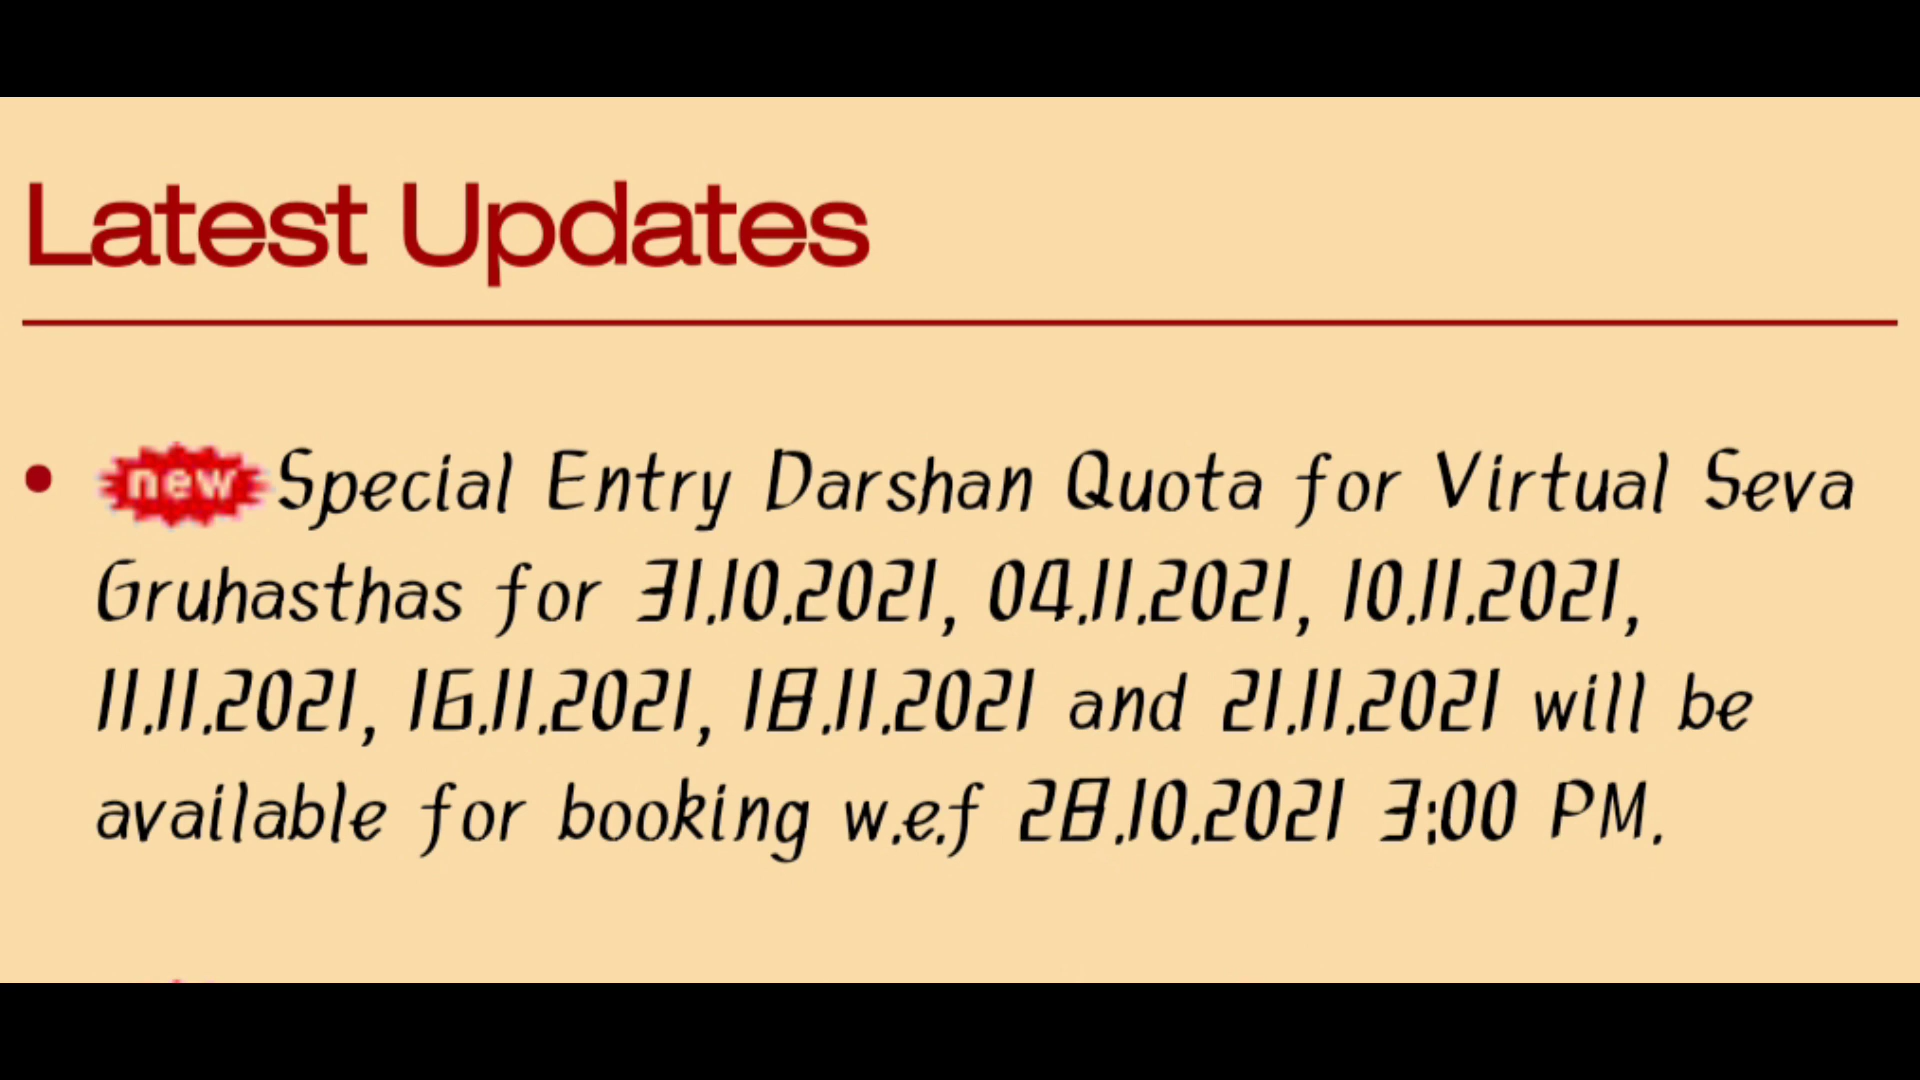 Latest Updates
new Special Entry Darshan Quota for Virtual Seva
Gruhasthas for 31.10.2021, 04.11.2021, 10.11.2021,
11.11.2021, 16.11.2021, 18.11.2021 and 21.11.2021 will be
available for booking w.e.f 28.10.2021 3:00 PM.